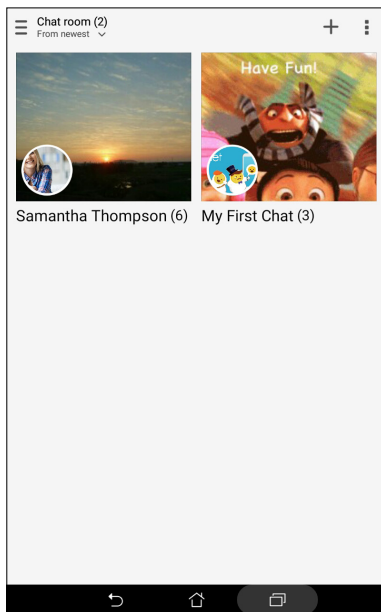 Chat room (2)
From newest
Have Fun!
Samantha Thompson (6)
My First Chat (3)